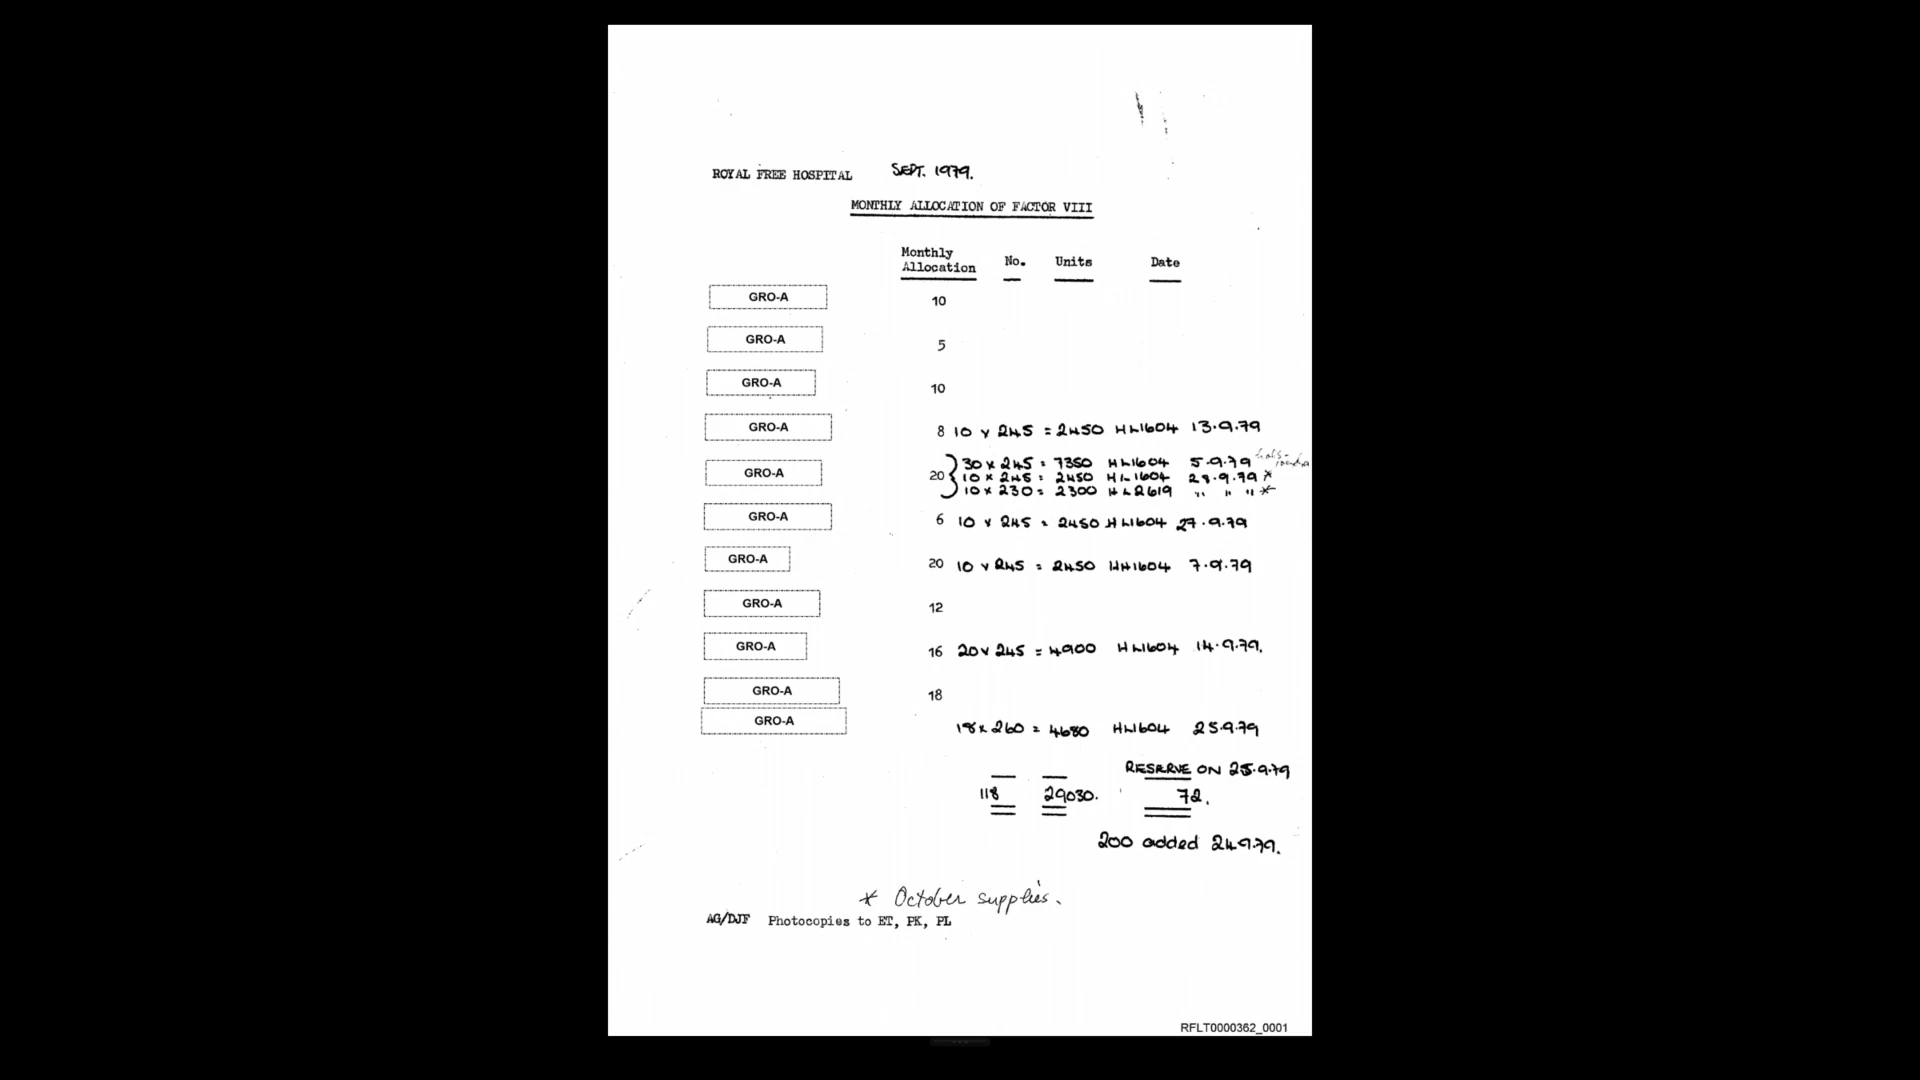 ROYAL FREE HOSPITAL SEPT. 1979.
MONTHLY ALLOCATION OF FACTOR VIII
Monthly Allocation No. Units Date
GRO-A 10
GRO-A 5
GRO-A 10
GRO-A 8 10 x 245 = 2450 HL1604 13.9.79
30 x 245 = 7350 HL1604 5.9.79
GRO-A 20 10 x 245 = 2450 HL1604 28.9.79 *
10 x 230 = 2300 HL2619 " " " *
GRO-A 6 10 x 245 = 2450 HL1604 27.9.79
GRO-A 20 10 x 245 = 2450 HH1604 7.9.79
GRO-A 12
GRO-A 16 20 x 245 = 4900 HL1604 14.9.79.
GRO-A 18
GRO-A 18 x 260 = 4680 HL1604 25.9.79
RESERVE ON 25.9.79
118 29030. 72.
200 added 24.9.79.
* October supplies.
AG/DJF Photocopies to ET, PK, PL
RFLT0000362_0001